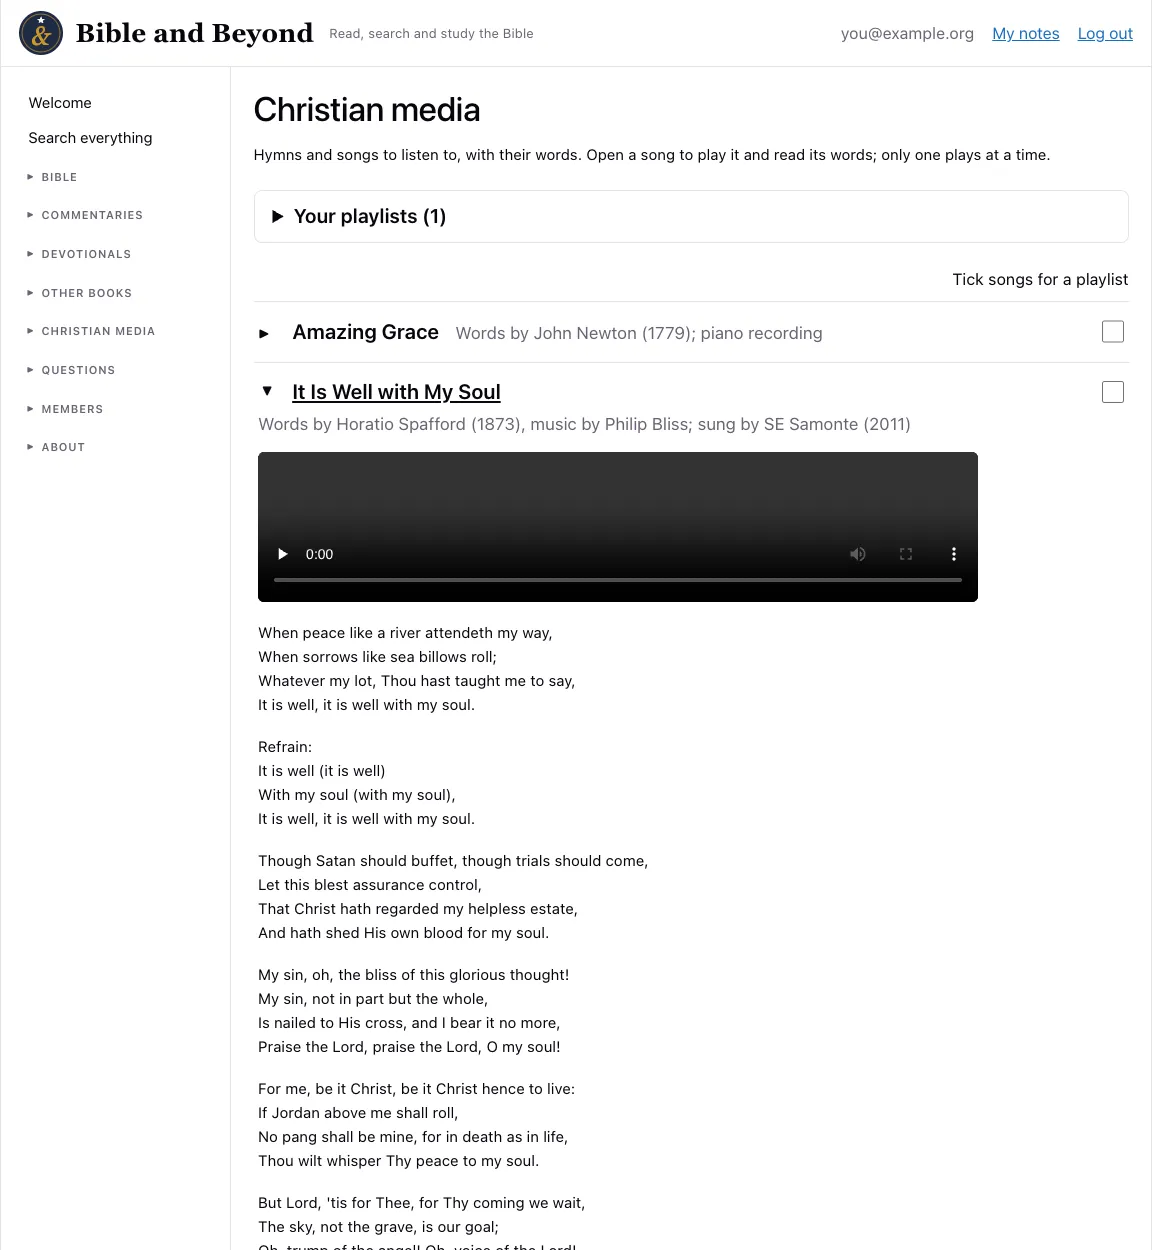 &
Bible and Beyond
Read, search and study the Bible
you@example.org
My notes
Log out
Welcome
Search everything
BIBLE
COMMENTARIES
DEVOTIONALS
OTHER BOOKS
CHRISTIAN MEDIA
QUESTIONS
MEMBERS
ABOUT
Christian media
Hymns and songs to listen to, with their words. Open a song to play it and read its words; only one plays at a time.
Your playlists (1)
Tick songs for a playlist
Amazing Grace Words by John Newton (1779); piano recording
It Is Well with My Soul
Words by Horatio Spafford (1873), music by Philip Bliss; sung by SE Samonte (2011)
0:00
When peace like a river attendeth my way,
When sorrows like sea billows roll;
Whatever my lot, Thou hast taught me to say,
It is well, it is well with my soul.
Refrain:
It is well (it is well)
With my soul (with my soul),
It is well, it is well with my soul.
Though Satan should buffet, though trials should come,
Let this blest assurance control,
That Christ hath regarded my helpless estate,
And hath shed His own blood for my soul.
My sin, oh, the bliss of this glorious thought!
My sin, not in part but the whole,
Is nailed to His cross, and I bear it no more,
Praise the Lord, praise the Lord, O my soul!
For me, be it Christ, be it Christ hence to live:
If Jordan above me shall roll,
No pang shall be mine, for in death as in life,
Thou wilt whisper Thy peace to my soul.
But Lord, 'tis for Thee, for Thy coming we wait,
The sky, not the grave, is our goal;
Oh, trump of the angel! Oh, voice of the Lord!